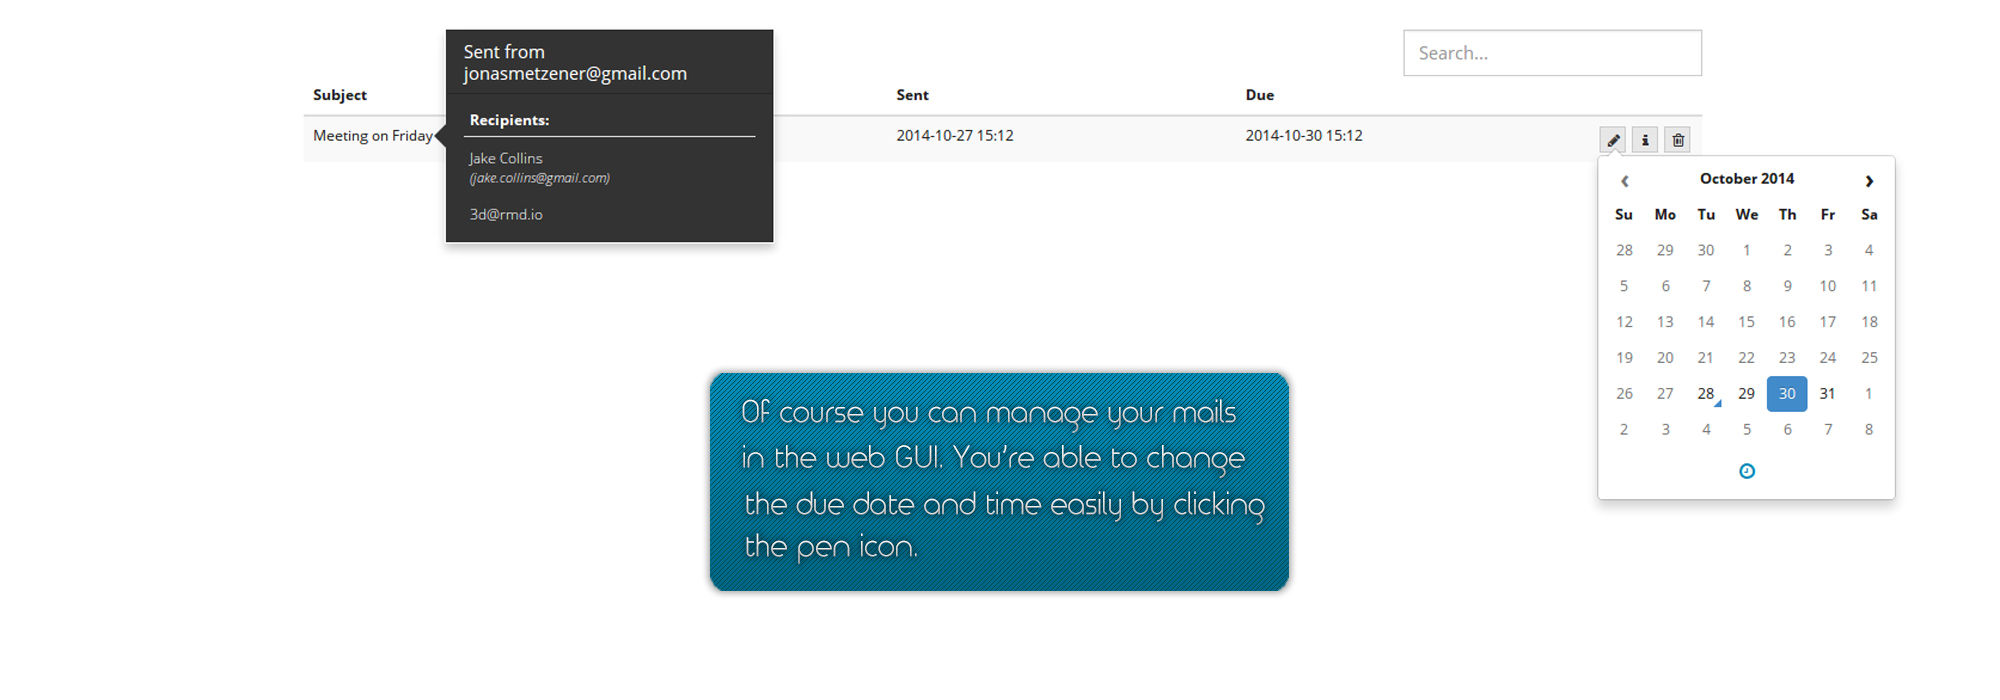 Sent from
jonasmetzener@gmail.com
Search...
Subject
Sent
Due
Recipients:
Meeting on Friday
2014-10-27 15:12
2014-10-30 15:12
Jake Collins
(jake.collins@gmail.com)
3d@rmd.io
‹ October 2014 ›
Su Mo Tu We Th Fr Sa
28 29 30 1 2 3 4
5 6 7 8 9 10 11
12 13 14 15 16 17 18
19 20 21 22 23 24 25
26 27 28 29 30 31 1
2 3 4 5 6 7 8
Of course you can manage your mails
in the web GUI. You're able to change
the due date and time easily by clicking
the pen icon.